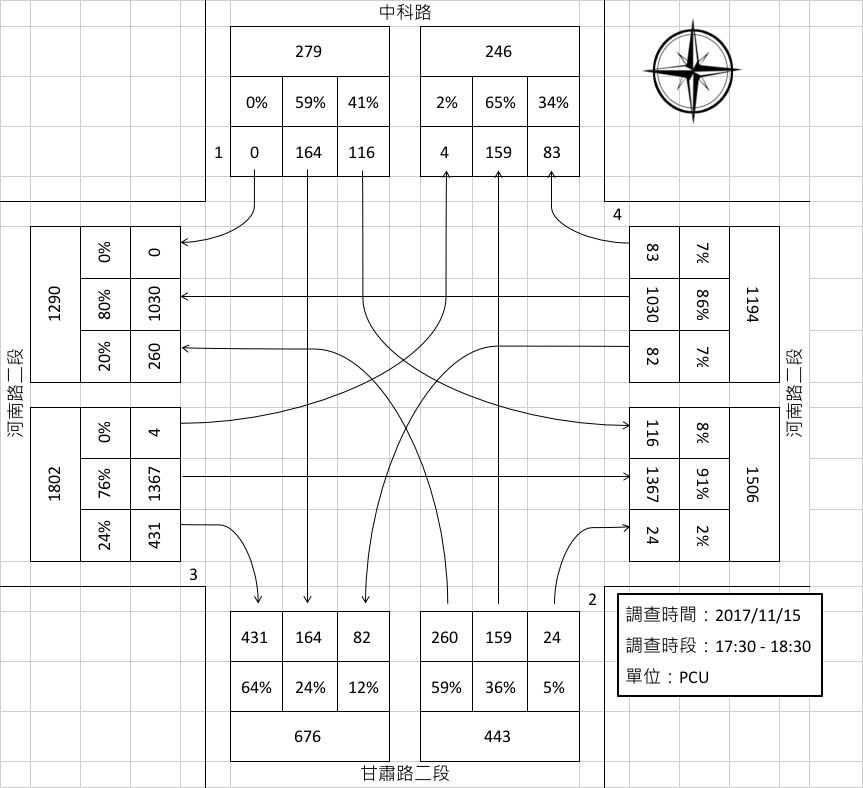 中科路
279 246
0% 59% 41% 2% 65% 34%
1 0 164 116 4 159 83
4
河南路二段
1290
0% 0
80% 1030
20% 260
1802
0% 4
76% 1367
24% 431
83 7%
1030 86%
82 7%
1194
116 8%
1367 91%
24 2%
1506
河南路二段
3 2
431 164 82 260 159 24
64% 24% 12% 59% 36% 5%
676 443
甘肅路二段
調查時間：2017/11/15
調查時段：17:30 - 18:30
單位：PCU